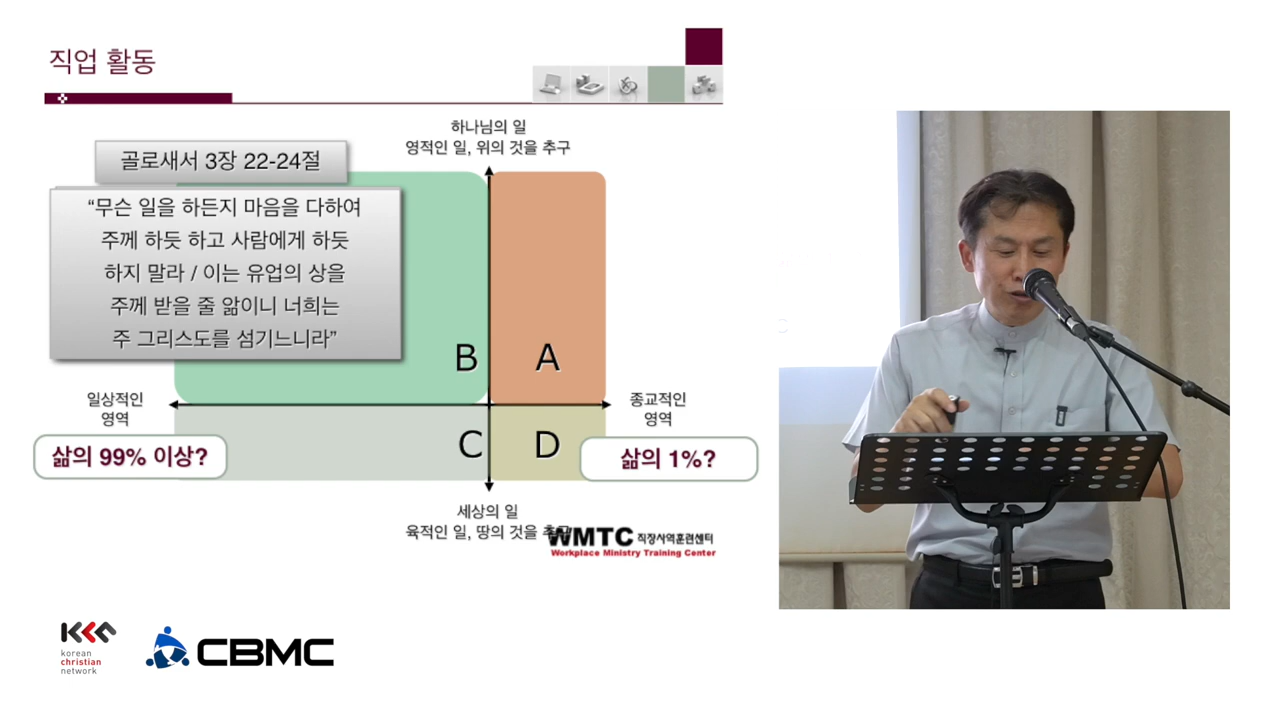 직업 활동
하나님의 일
영적인 일, 위의 것을 추구
골로새서 3장 22-24절
“무슨 일을 하든지 마음을 다하여
주께 하듯 하고 사람에게 하듯
하지 말라 / 이는 유업의 상을
주께 받을 줄 앎이니 너희는
주 그리스도를 섬기느니라”
B
A
일상적인
영역
종교적인
영역
C
D
삶의 99% 이상?
삶의 1%?
세상의 일
육적인 일, 땅의 것을 추구
WMTC 직장사역훈련센터
Workplace Ministry Training Center
kcn
korean
christian
network
CBMC